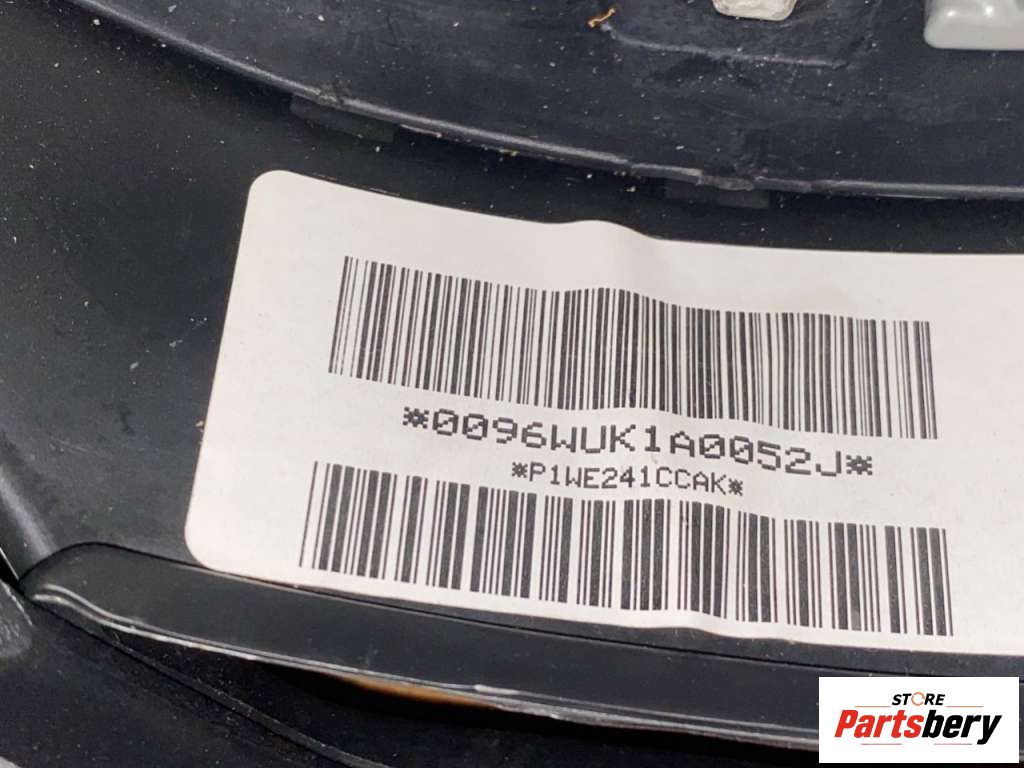 *0096WUK1A0052J*
*P1WE241CCAK*
STORE
Partsbery